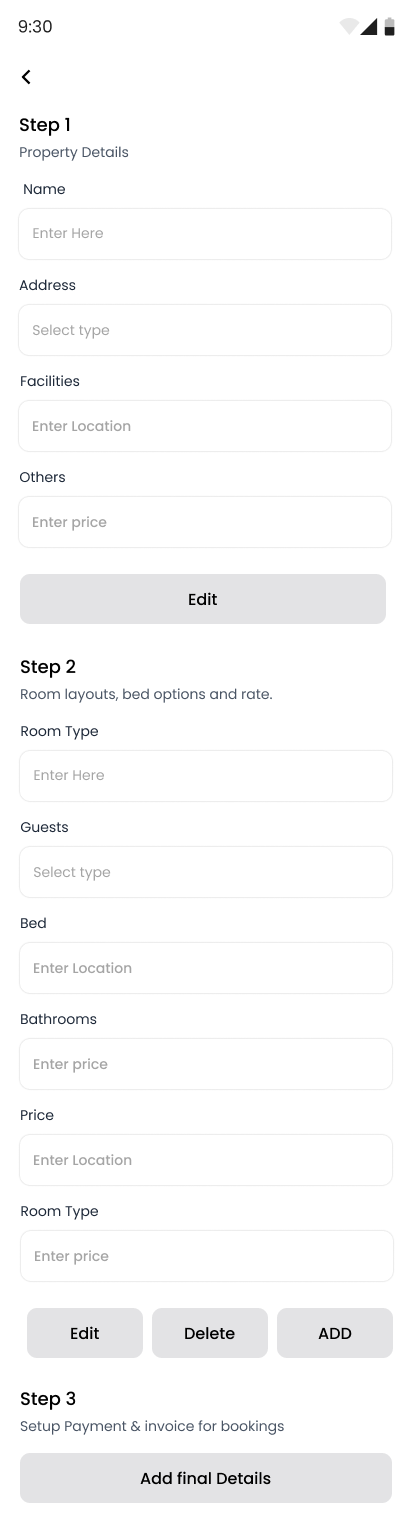 9:30
Step 1
Property Details
Name
Enter Here
Address
Select type
Facilities
Enter Location
Others
Enter price
Edit
Step 2
Room layouts, bed options and rate.
Room Type
Enter Here
Guests
Select type
Bed
Enter Location
Bathrooms
Enter price
Price
Enter Location
Room Type
Enter price
Edit Delete ADD
Step 3
Setup Payment & invoice for bookings
Add final Details